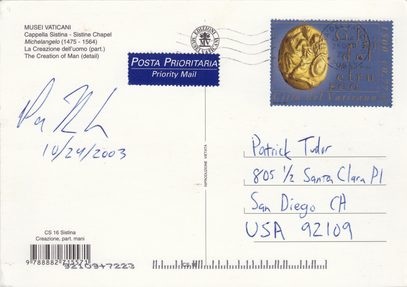 MUSEI VATICANI
Cappella Sistina - Sistine Chapel
Michelangelo (1475 - 1564)
La Creazione dell'uomo (part.)
The Creation of Man (detail)
POSTA PRIORITARIA
Priority Mail
10/24/2003
Patrick Tudor
805 1/2 Santa Clara Pl
San Diego CA
USA 92109
CS 16 Sistina
Creazione, part. mani
9210947223